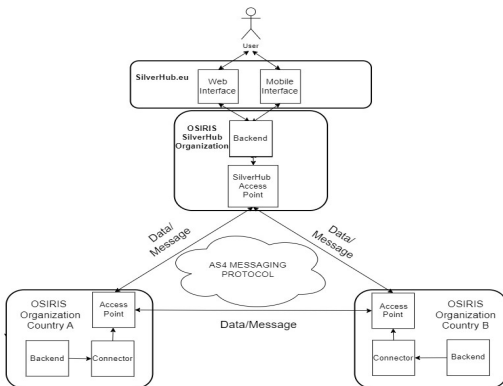 User
SilverHub.eu
Web
Interface
Mobile
Interface
OSIRIS
SilverHub
Organization
Backend
SilverHub
Access
Point
Data/
Message
Data/
Message
AS4 MESSAGING
PROTOCOL
OSIRIS
Organization
Country A
Access
Point
Backend
Connector
Data/Message
Access
Point
OSIRIS
Organization
Country B
Connector
Backend